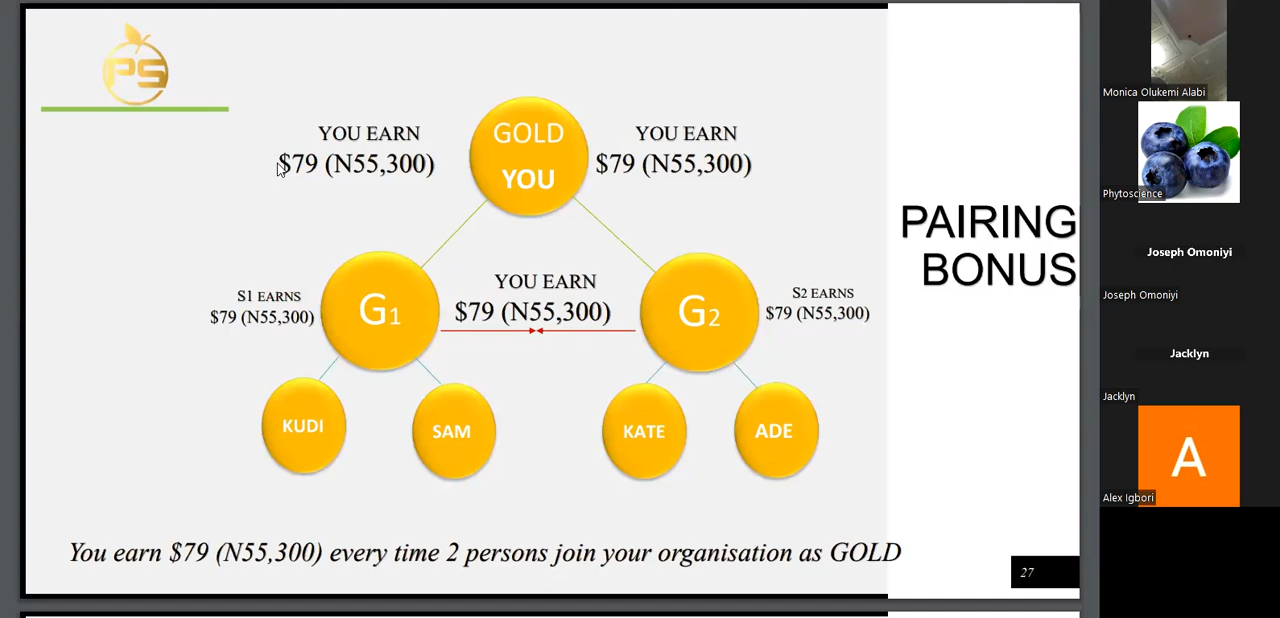 PS
YOU EARN
$79 (N55,300)
GOLD
YOU
YOU EARN
$79 (N55,300)
PAIRING
BONUS
S1 EARNS
$79 (N55,300)
G1
YOU EARN
$79 (N55,300)
G2
S2 EARNS
$79 (N55,300)
KUDI
SAM
KATE
ADE
You earn $79 (N55,300) every time 2 persons join your organisation as GOLD
27
Monica Olukemi Alabi
Phytoscience
Joseph Omoniyi
Joseph Omoniyi
Jacklyn
Jacklyn
A
Alex Igbori